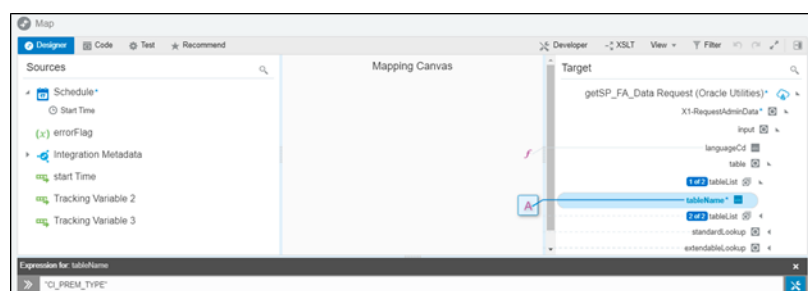 Map
Designer Code Test Recommend Developer XSLT View Filter
Sources Mapping Canvas Target
Schedule* getSP_FA_Data Request (Oracle Utilities)*
Start Time X1-RequestAdminData*
(x) errorFlag input
Integration Metadata f languageCd
table
start Time 1 of 2 tableList
Tracking Variable 2 A tableName*
Tracking Variable 3 2 of 2 tableList
standardLookup
extendableLookup
Expression for: tableName
"CI_PREM_TYPE"